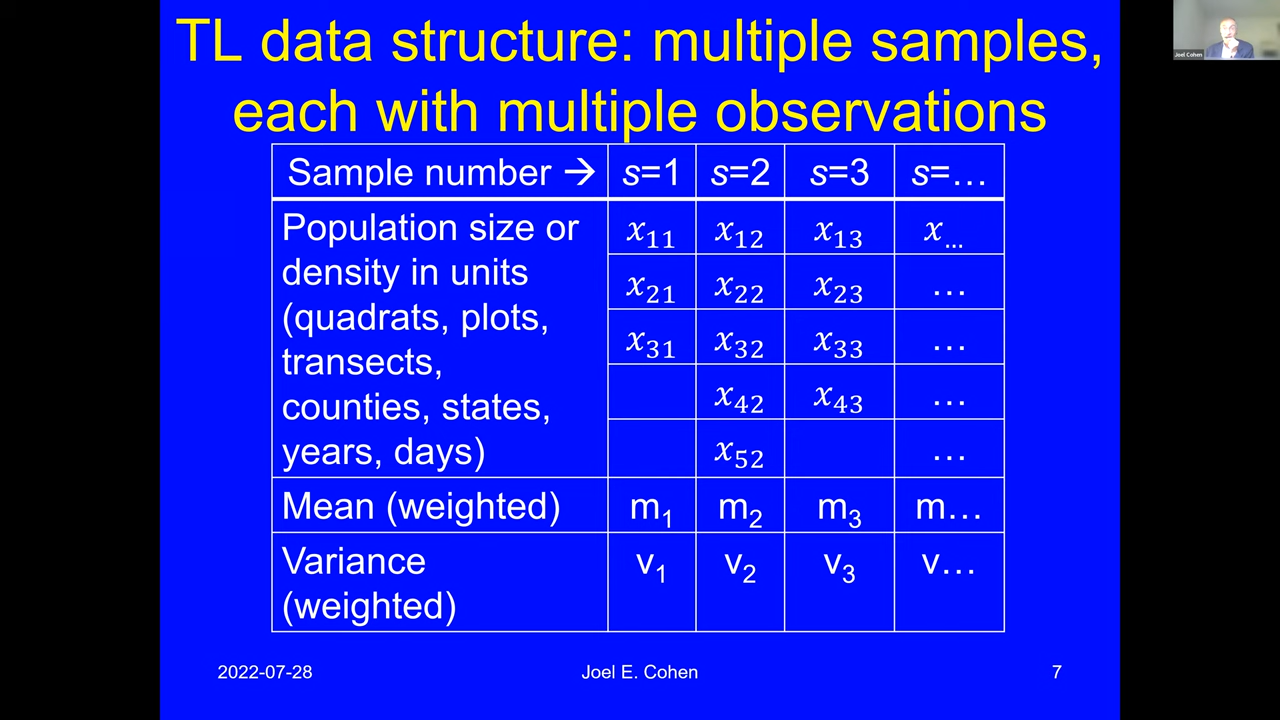 TL data structure: multiple samples,
each with multiple observations
Sample number → s=1 s=2 s=3 s=…
Population size or
density in units
(quadrats, plots,
transects,
counties, states,
years, days)
x₁₁ x₁₂ x₁₃ x…
x₂₁ x₂₂ x₂₃ …
x₃₁ x₃₂ x₃₃ …
x₄₂ x₄₃ …
x₅₂ …
Mean (weighted) m₁ m₂ m₃ m…
Variance
(weighted)
v₁ v₂ v₃ v…
2022-07-28 Joel E. Cohen 7
Joel Cohen